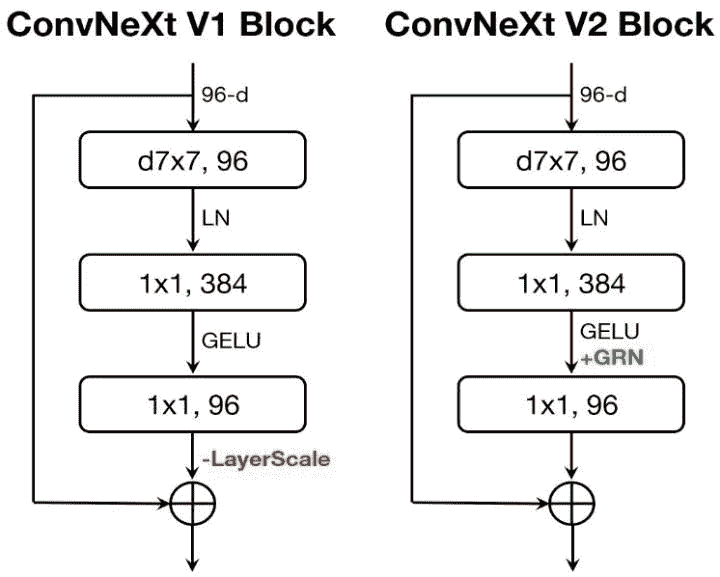 ConvNeXt V1 Block
96-d
d7x7, 96
LN
1x1, 384
GELU
1x1, 96
-LayerScale
ConvNeXt V2 Block
96-d
d7x7, 96
LN
1x1, 384
GELU
+GRN
1x1, 96